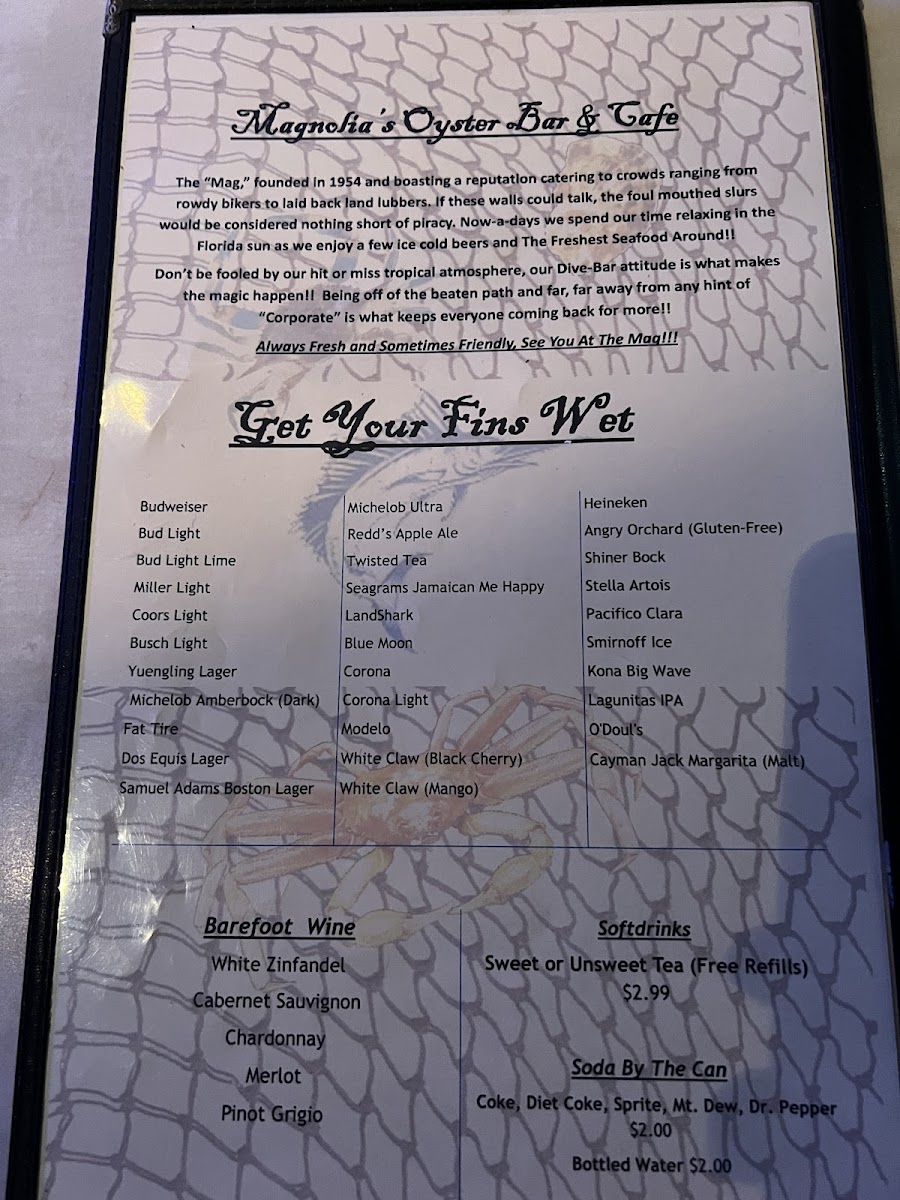 Magnolia's Oyster Bar & Cafe
The "Mag," founded in 1954 and boasting a reputation catering to crowds ranging from
rowdy bikers to laid back land lubbers. If these walls could talk, the foul mouthed slurs
would be considered nothing short of piracy. Now-a-days we spend our time relaxing in the
Florida sun as we enjoy a few ice cold beers and The Freshest Seafood Around!!
Don't be fooled by our hit or miss tropical atmosphere, our Dive-Bar attitude is what makes
the magic happen!! Being off of the beaten path and far, far away from any hint of
"Corporate" is what keeps everyone coming back for more!!
Always Fresh and Sometimes Friendly, See You At The Mag!!!
Get Your Fins Wet
Budweiser
Bud Light
Bud Light Lime
Miller Light
Coors Light
Busch Light
Yuengling Lager
Michelob Amberbock (Dark)
Fat Tire
Dos Equis Lager
Samuel Adams Boston Lager
Michelob Ultra
Redd's Apple Ale
Twisted Tea
Seagrams Jamaican Me Happy
LandShark
Blue Moon
Corona
Corona Light
Modelo
White Claw (Black Cherry)
White Claw (Mango)
Heineken
Angry Orchard (Gluten-Free)
Shiner Bock
Stella Artois
Pacifico Clara
Smirnoff Ice
Kona Big Wave
Lagunitas IPA
O'Doul's
Cayman Jack Margarita (Malt)
Barefoot Wine
White Zinfandel
Cabernet Sauvignon
Chardonnay
Merlot
Pinot Grigio
Softdrinks
Sweet or Unsweet Tea (Free Refills)
$2.99
Soda By The Can
Coke, Diet Coke, Sprite, Mt. Dew, Dr. Pepper
$2.00
Bottled Water $2.00